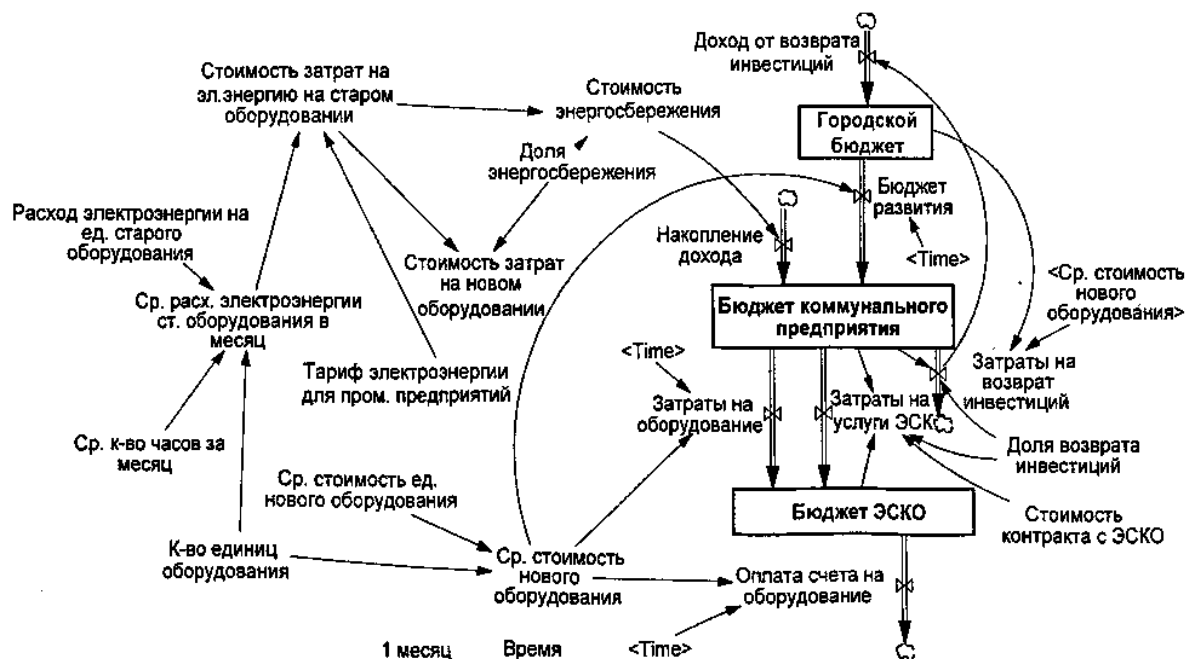 Доход от возврата
инвестиций
Стоимость затрат на
эл.энергию на старом
оборудовании
Стоимость
энергосбережения
Городской
бюджет
Доля
энергосбережения
Бюджет
развития
<Time>
Расход электроэнергии на
ед. старого
оборудования
Накопление
дохода
Стоимость затрат
на новом
оборудовании
<Ср. стоимость
нового
оборудования>
Ср. расх. электроэнергии
ст. оборудования в
месяц
Бюджет коммунального
предприятия
<Time>
Тариф электроэнергии
для пром. предприятий
Затраты на
возврат
инвестиций
Затраты на
оборудование
Затраты на
услуги ЭСК
Ср. к-во часов за
месяц
Доля возврата
инвестиций
Ср. стоимость ед.
нового оборудования
Бюджет ЭСКО
Стоимость
контракта с ЭСКО
К-во единиц
оборудования
Ср. стоимость
нового
оборудования
Оплата счета на
оборудование
1 месяц Время <Time>